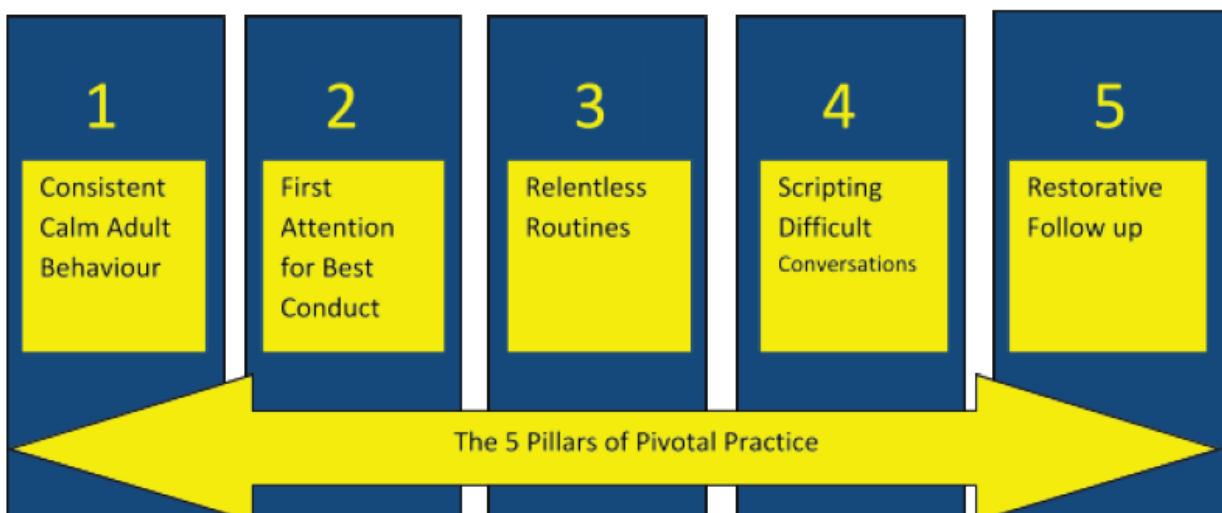 1
Consistent
Calm Adult
Behaviour
2
First
Attention
for Best
Conduct
3
Relentless
Routines
4
Scripting
Difficult
Conversations
5
Restorative
Follow up
The 5 Pillars of Pivotal Practice